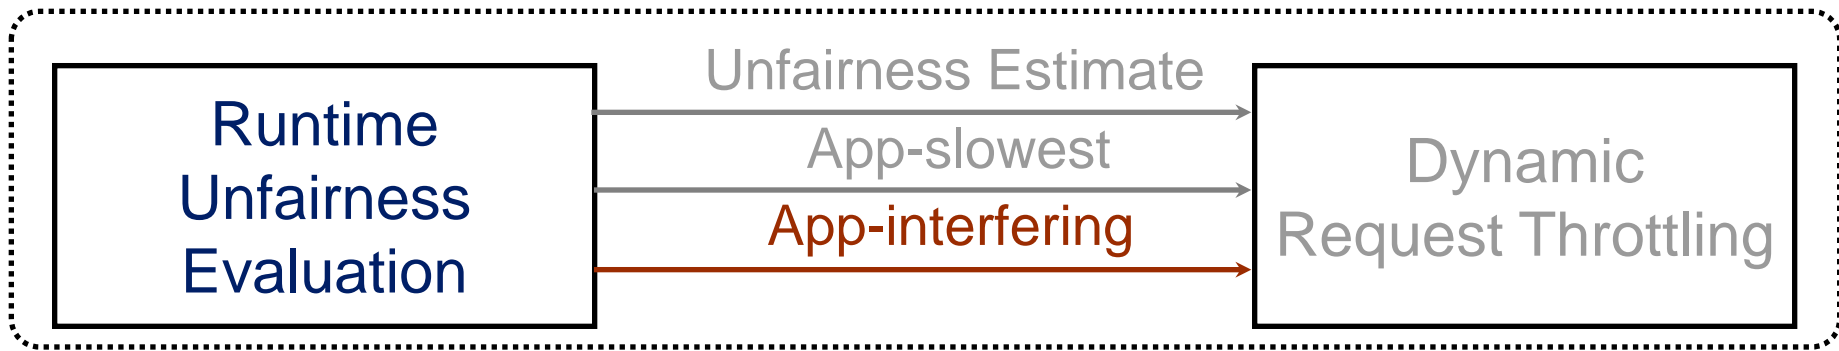 Runtime
Unfairness
Evaluation
Unfairness Estimate
App-slowest
App-interfering
Dynamic
Request Throttling